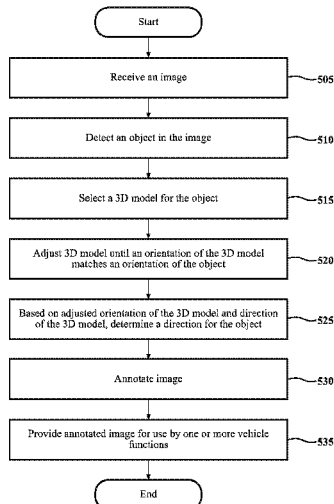 Start
Receive an image
505
Detect an object in the image
510
Select a 3D model for the object
515
Adjust 3D model until an orientation of the 3D model
matches an orientation of the object
520
Based on adjusted orientation of the 3D model and direction
of the 3D model, determine a direction for the object
525
Annotate image
530
Provide annotated image for use by one or more vehicle
functions
535
End